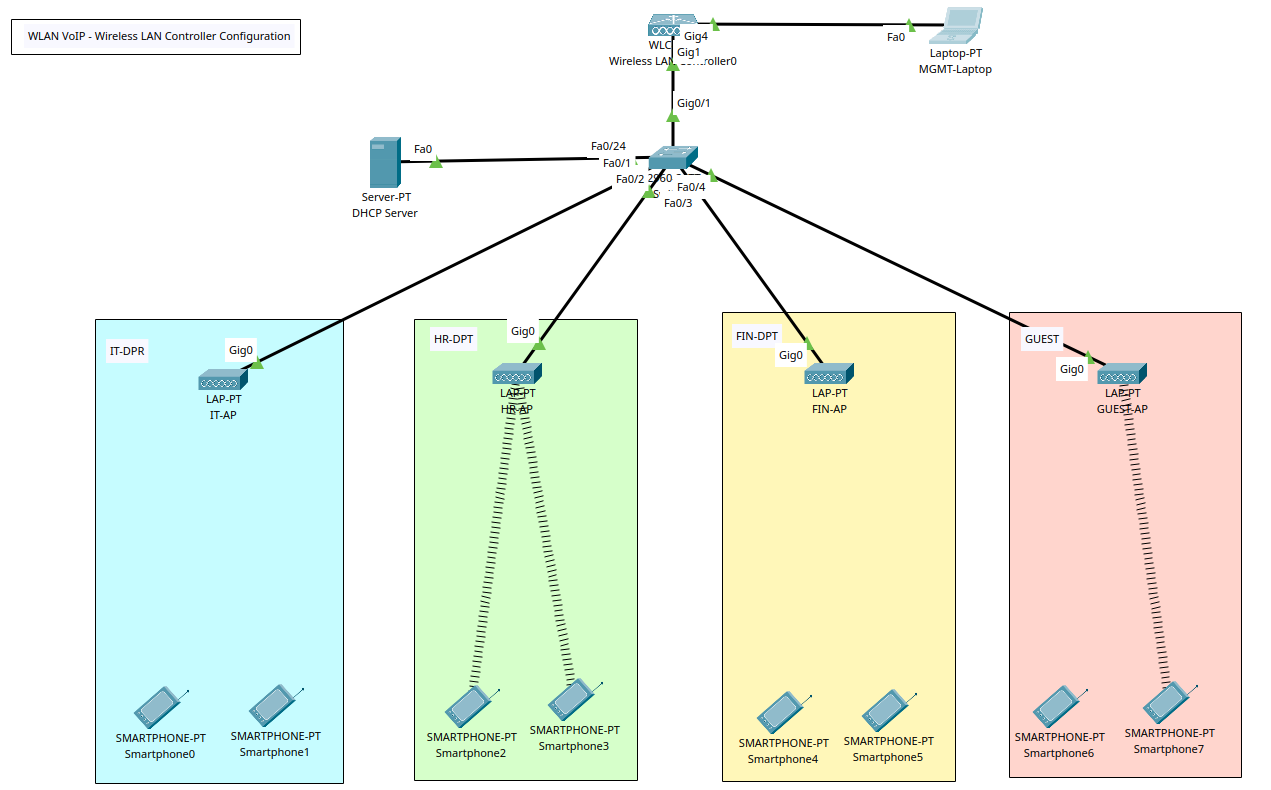 WLAN VoIP - Wireless LAN Controller Configuration
Gig4
WLC
Gig1
Wireless LAN Controller0
Fa0
Laptop-PT
MGMT-Laptop
Gig0/1
Fa0
Fa0/24
Fa0/1
Fa0/2
2960
Fa0/4
Fa0/3
Server-PT
DHCP Server
IT-DPR
Gig0
LAP-PT
IT-AP
HR-DPT
Gig0
LAP-PT
HR-AP
FIN-DPT
Gig0
LAP-PT
FIN-AP
GUEST
Gig0
LAP-PT
GUEST-AP
SMARTPHONE-PT
Smartphone0
SMARTPHONE-PT
Smartphone1
SMARTPHONE-PT
Smartphone2
SMARTPHONE-PT
Smartphone3
SMARTPHONE-PT
Smartphone4
SMARTPHONE-PT
Smartphone5
SMARTPHONE-PT
Smartphone6
SMARTPHONE-PT
Smartphone7